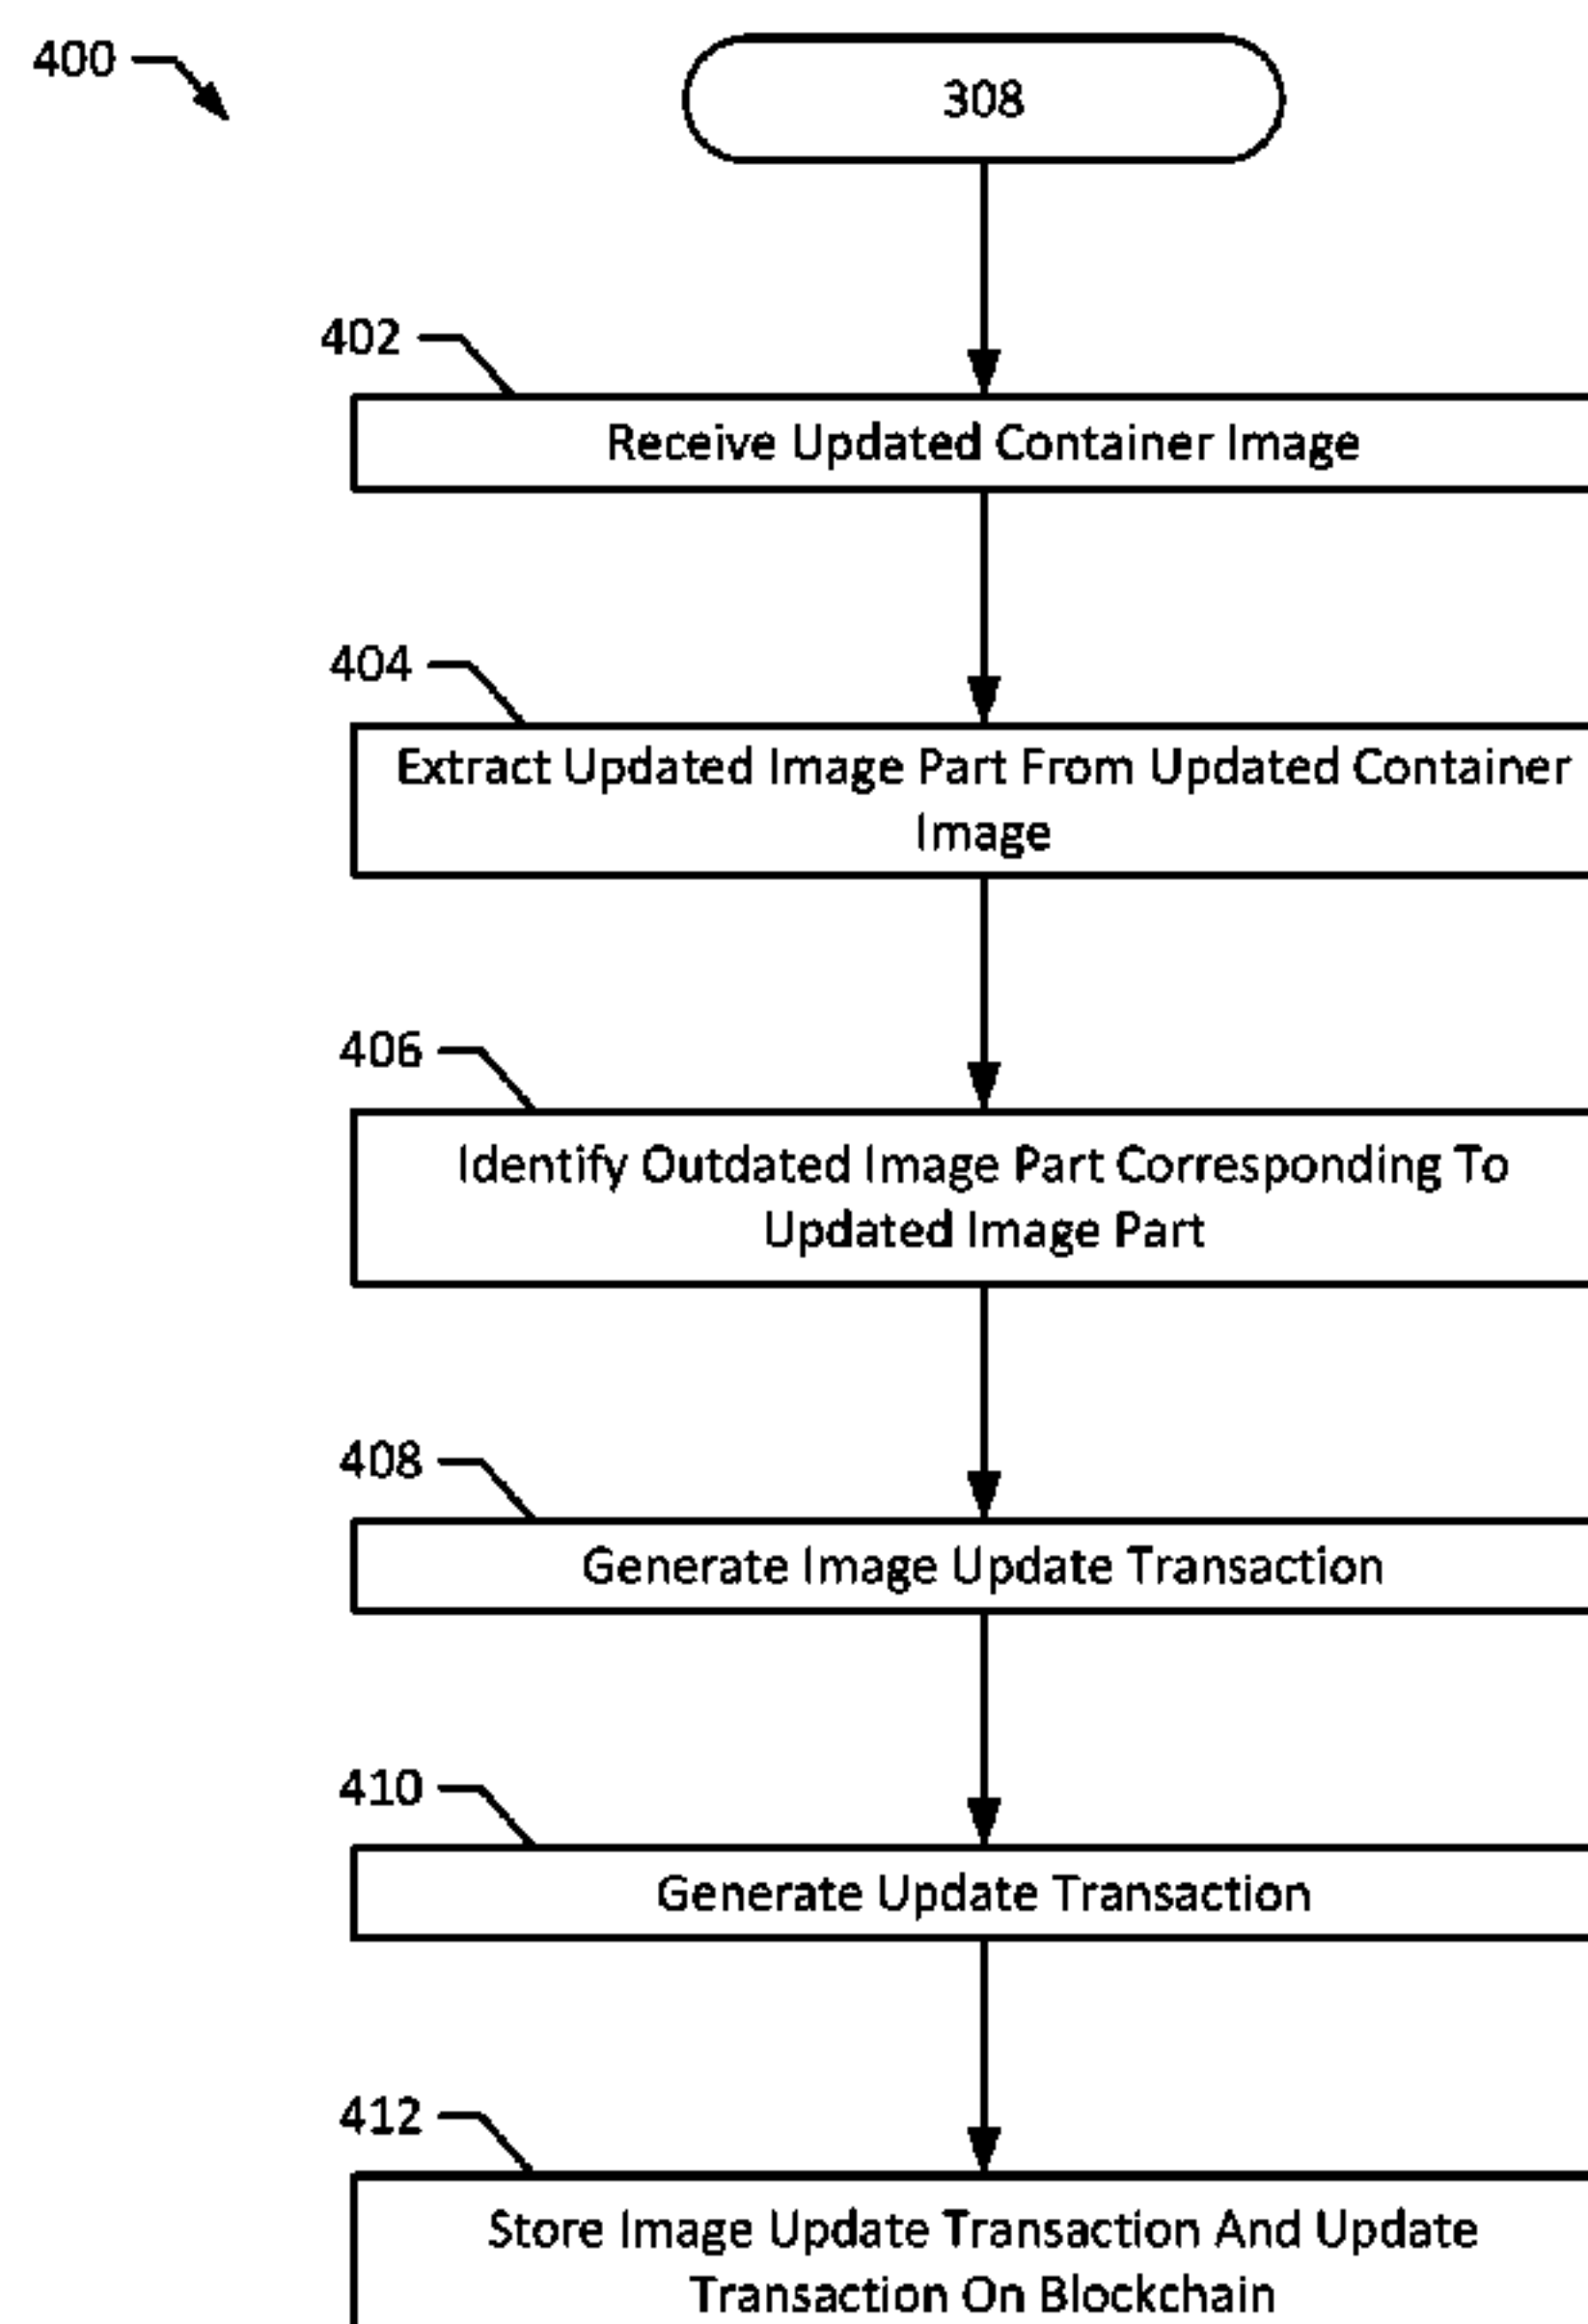 400
308
402
Receive Updated Container Image
404
Extract Updated Image Part From Updated Container
Image
406
Identify Outdated Image Part Corresponding To
Updated Image Part
408
Generate Image Update Transaction
410
Generate Update Transaction
412
Store Image Update Transaction And Update
Transaction On Blockchain